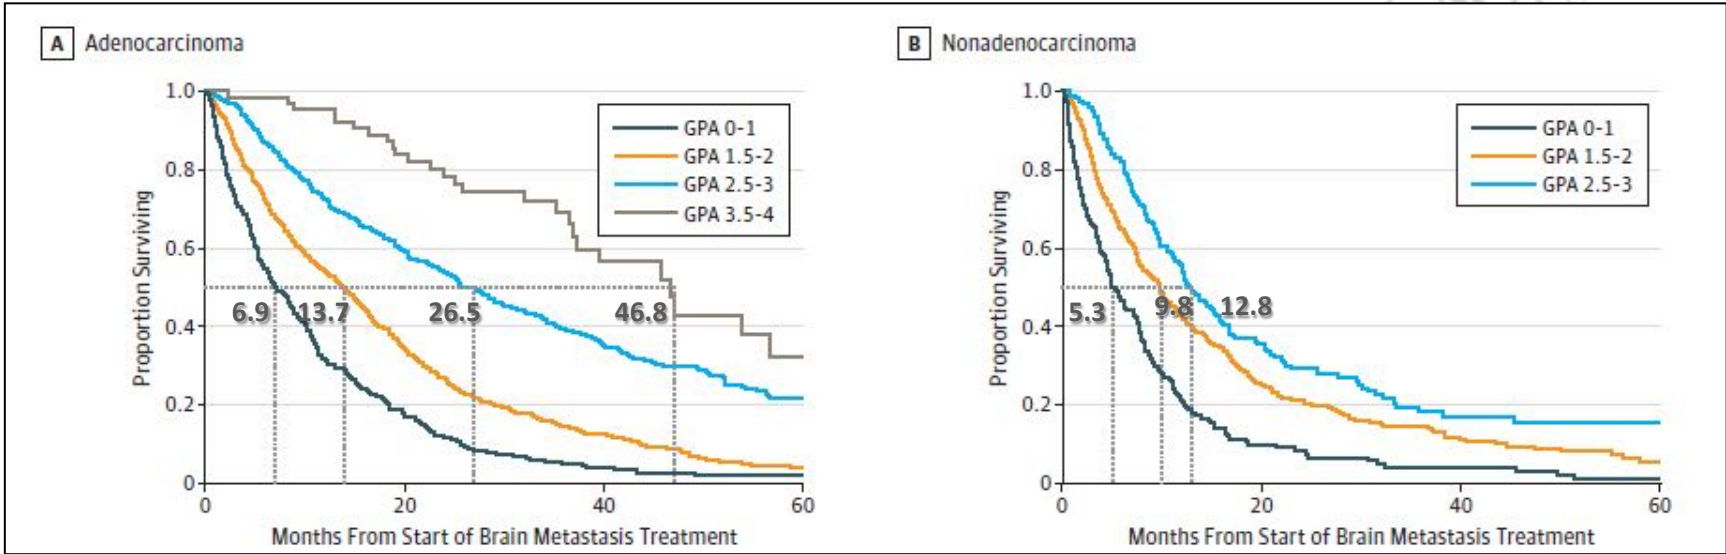 A Adenocarcinoma
Proportion Surviving
1.0
0.8
0.6
0.4
0.2
0
GPA 0-1
GPA 1.5-2
GPA 2.5-3
GPA 3.5-4
6.9 13.7 26.5 46.8
0 20 40 60
Months From Start of Brain Metastasis Treatment
B Nonadenocarcinoma
Proportion Surviving
1.0
0.8
0.6
0.4
0.2
0
GPA 0-1
GPA 1.5-2
GPA 2.5-3
5.3 9.8 12.8
0 20 40 60
Months From Start of Brain Metastasis Treatment